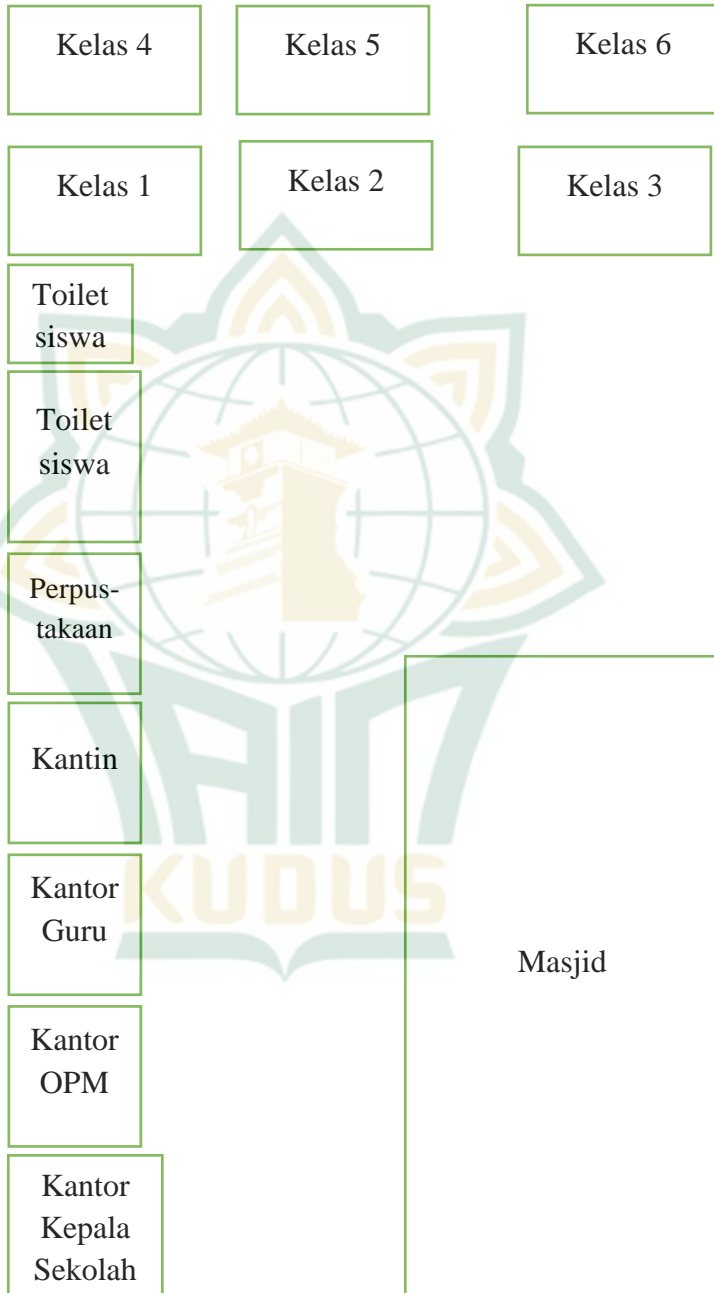 Kelas 4
Kelas 5
Kelas 6
Kelas 1
Kelas 2
Kelas 3
Toilet
siswa
Toilet
siswa
Perpus-
takaan
Kantin
Kantor
Guru
Kantor
OPM
Kantor
Kepala
Sekolah
Masjid
IAIN
KUDUS